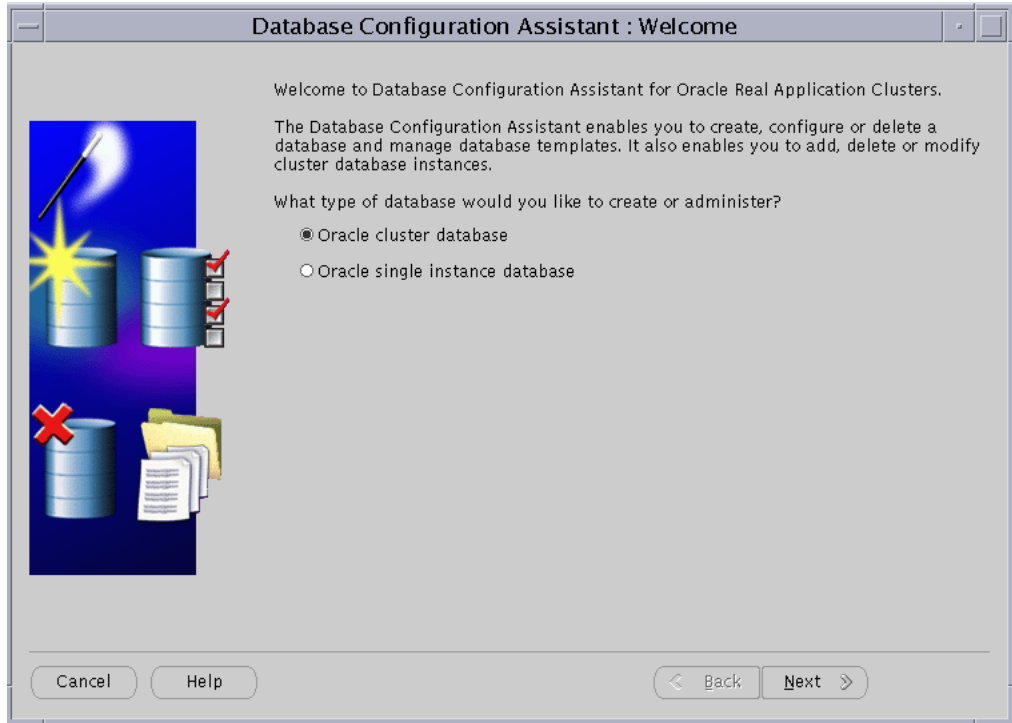 Database Configuration Assistant : Welcome
Welcome to Database Configuration Assistant for Oracle Real Application Clusters.
The Database Configuration Assistant enables you to create, configure or delete a
database and manage database templates. It also enables you to add, delete or modify
cluster database instances.
What type of database would you like to create or administer?
Oracle cluster database
Oracle single instance database
Cancel
Help
Back
Next